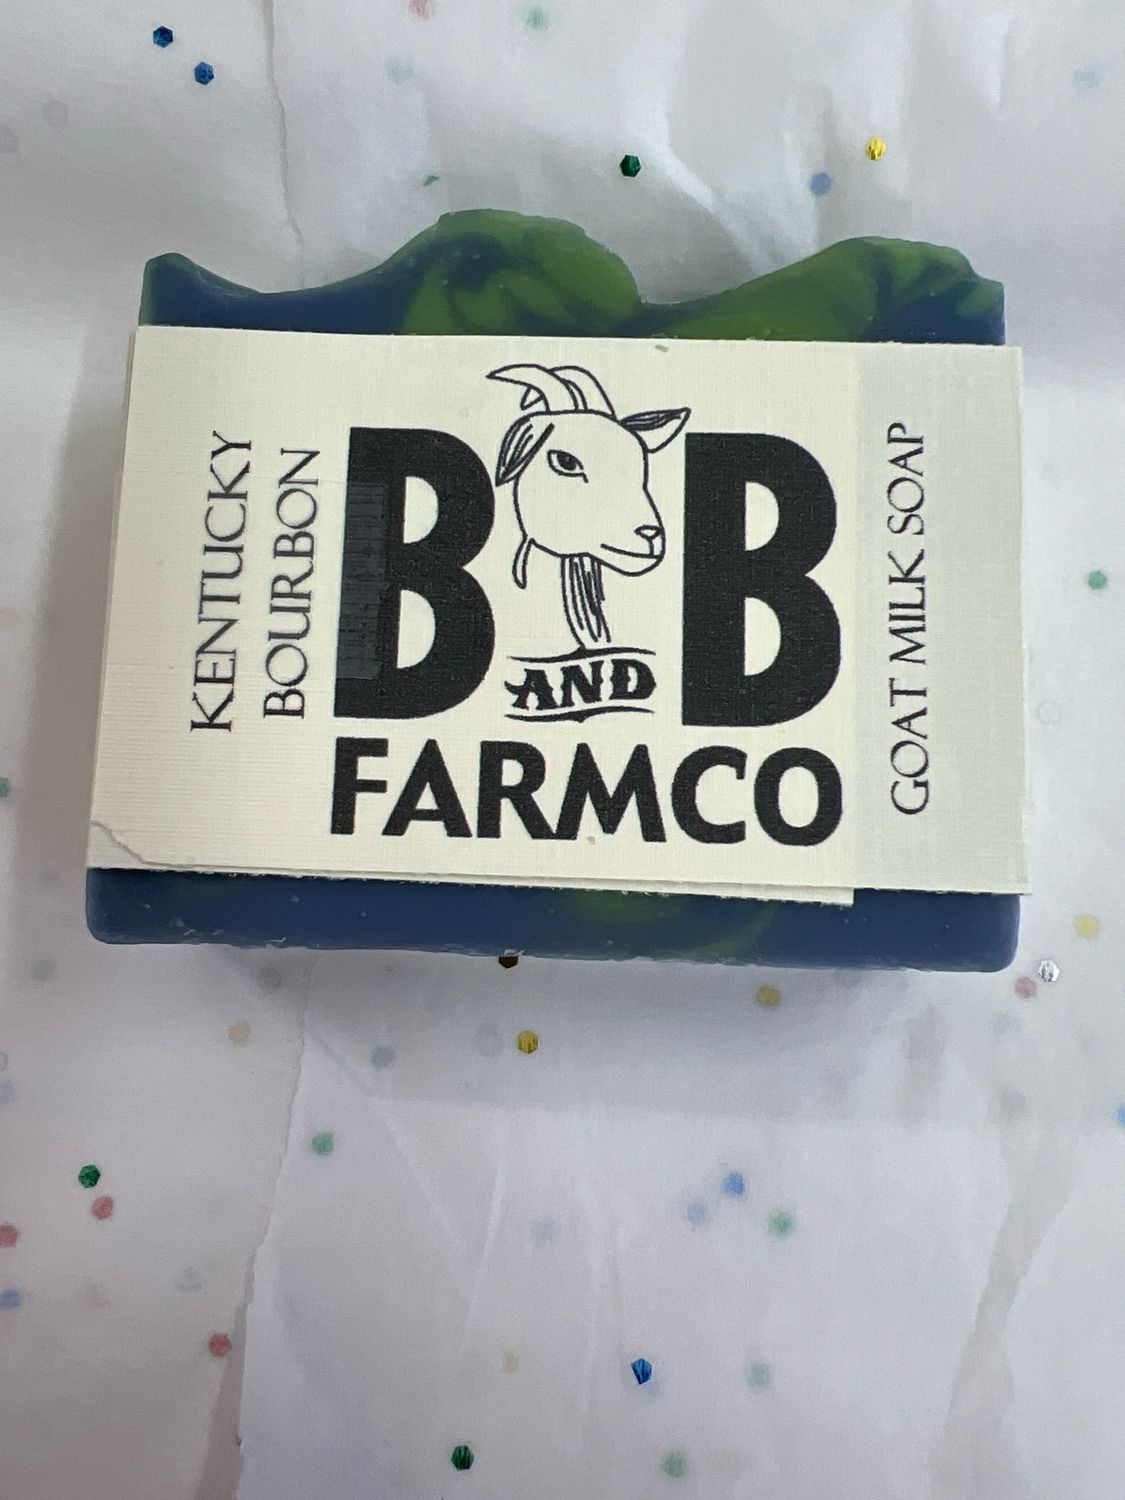 KENTUCKY
BOURBON
B AND B
FARMCO
GOAT MILK SOAP